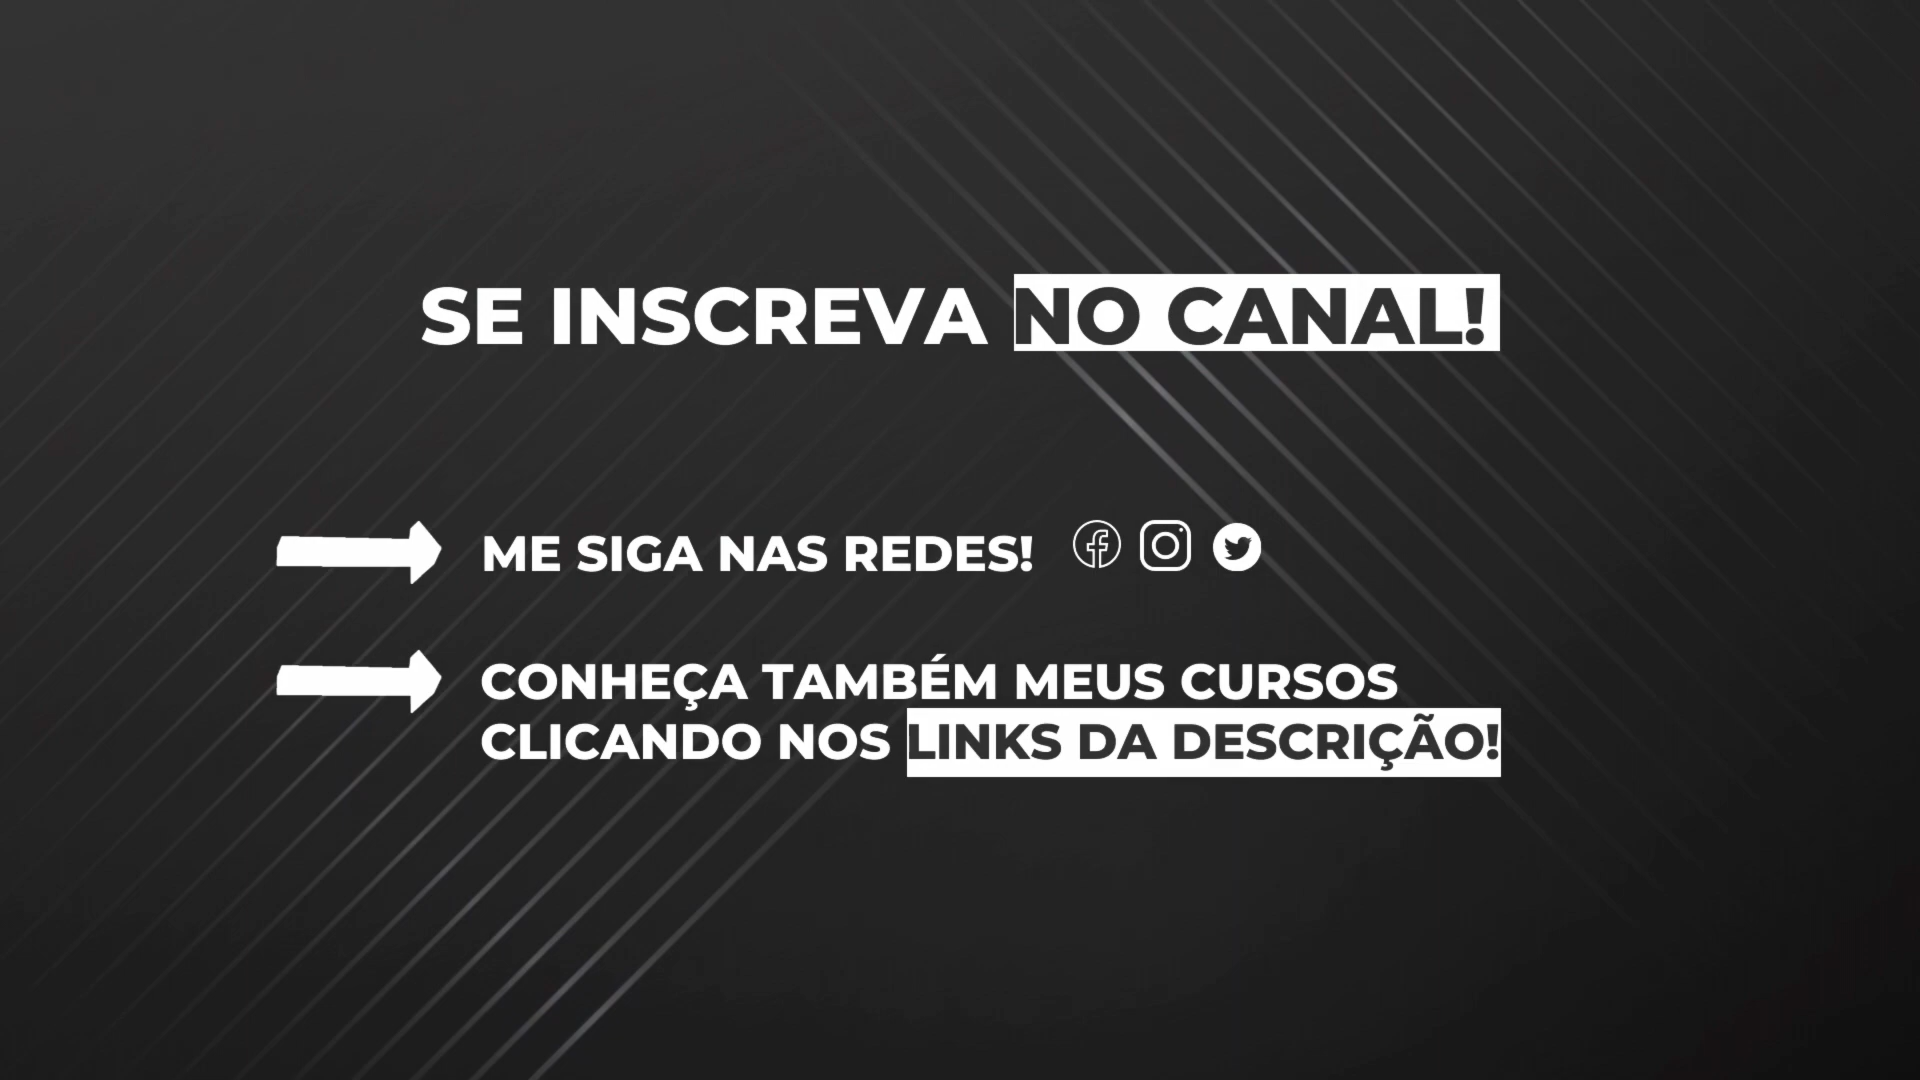 SE INSCREVA NO CANAL!
ME SIGA NAS REDES!
CONHEÇA TAMBÉM MEUS CURSOS
CLICANDO NOS LINKS DA DESCRIÇÃO!